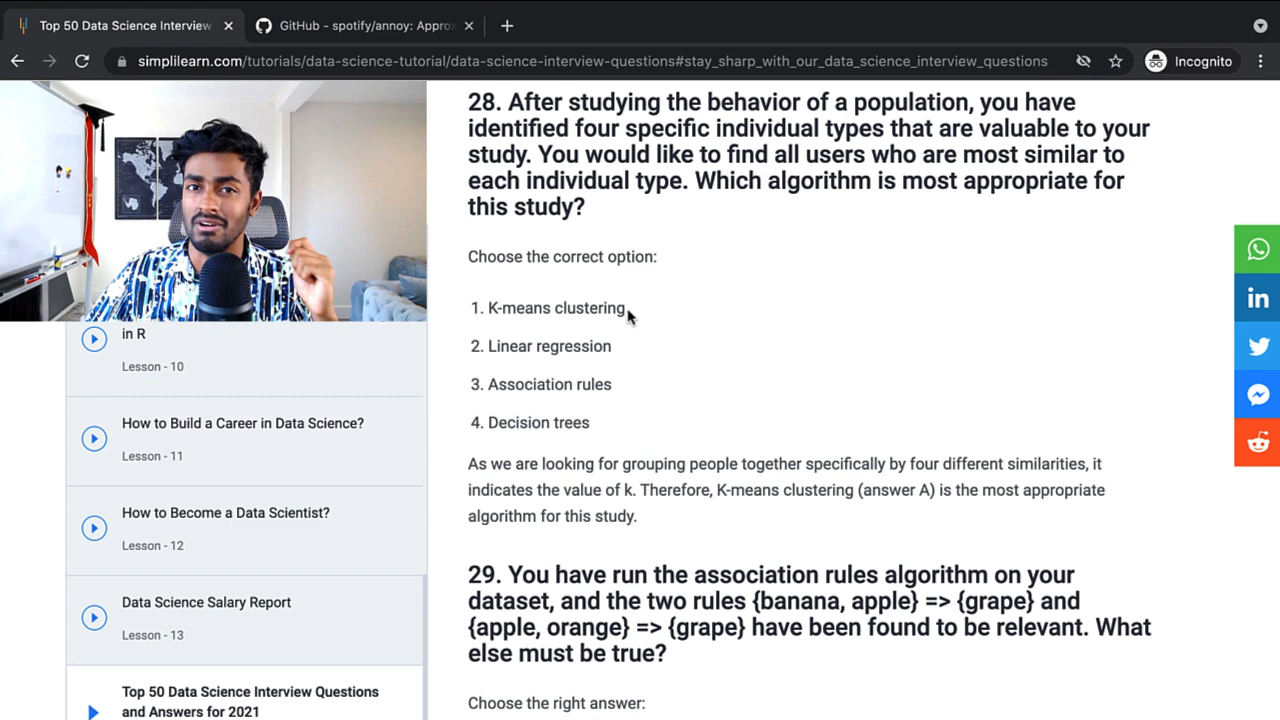 Top 50 Data Science Interview
GitHub - spotify/annoy: Appro
simplilearn.com/tutorials/data-science-tutorial/data-science-interview-questions#stay_sharp_with_our_data_science_interview_questions
Incognito
in R
Lesson - 10
How to Build a Career in Data Science?
Lesson - 11
How to Become a Data Scientist?
Lesson - 12
Data Science Salary Report
Lesson - 13
Top 50 Data Science Interview Questions
and Answers for 2021
28. After studying the behavior of a population, you have
identified four specific individual types that are valuable to your
study. You would like to find all users who are most similar to
each individual type. Which algorithm is most appropriate for
this study?
Choose the correct option:
1. K-means clustering
2. Linear regression
3. Association rules
4. Decision trees
As we are looking for grouping people together specifically by four different similarities, it
indicates the value of k. Therefore, K-means clustering (answer A) is the most appropriate
algorithm for this study.
29. You have run the association rules algorithm on your
dataset, and the two rules {banana, apple} => {grape} and
{apple, orange} => {grape} have been found to be relevant. What
else must be true?
Choose the right answer:
in